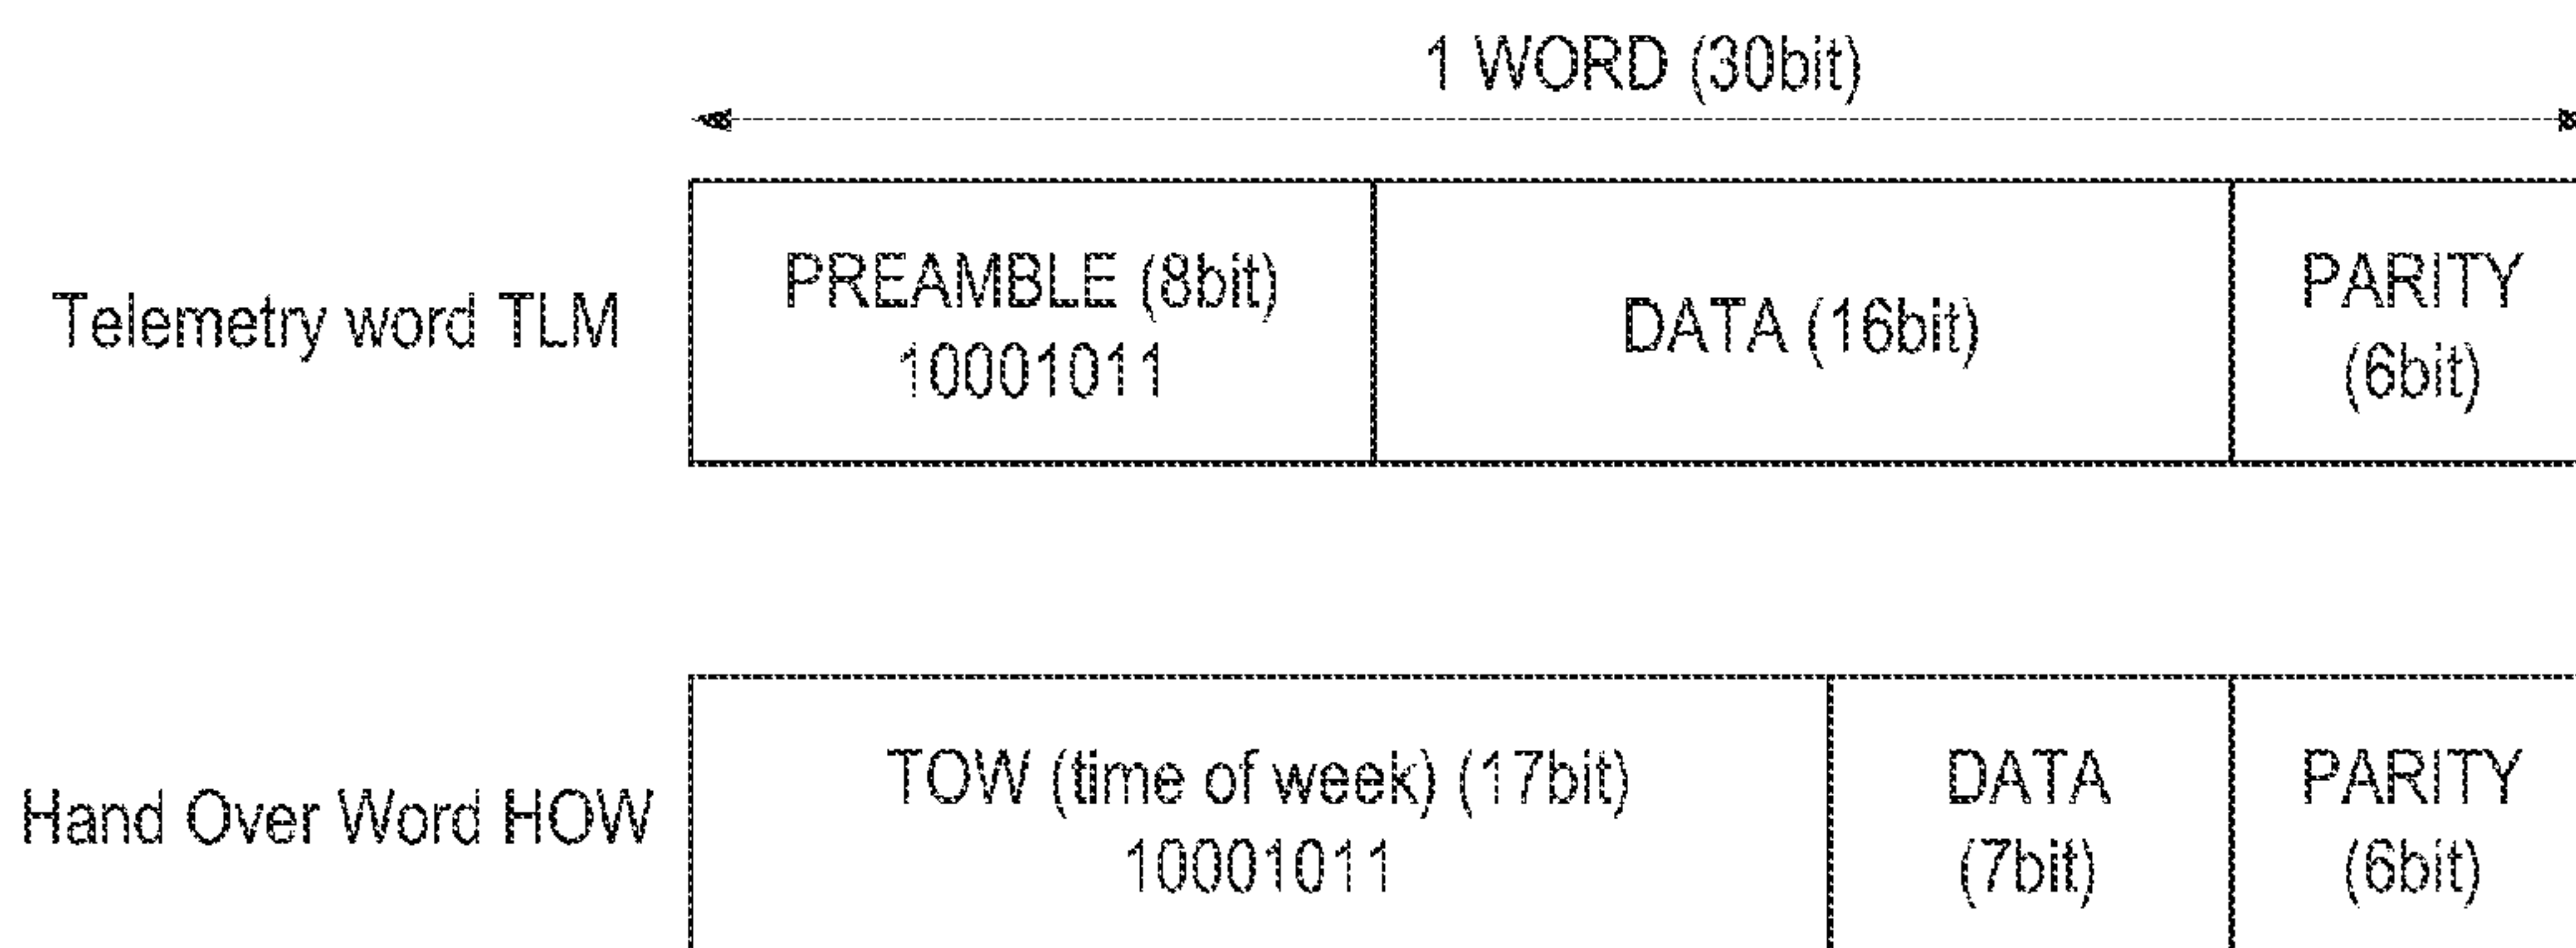 1 WORD (30bit)
Telemetry word TLM
PREAMBLE (8bit)
10001011
DATA (16bit)
PARITY
(6bit)
Hand Over Word HOW
TOW (time of week) (17bit)
10001011
DATA
(7bit)
PARITY
(6bit)